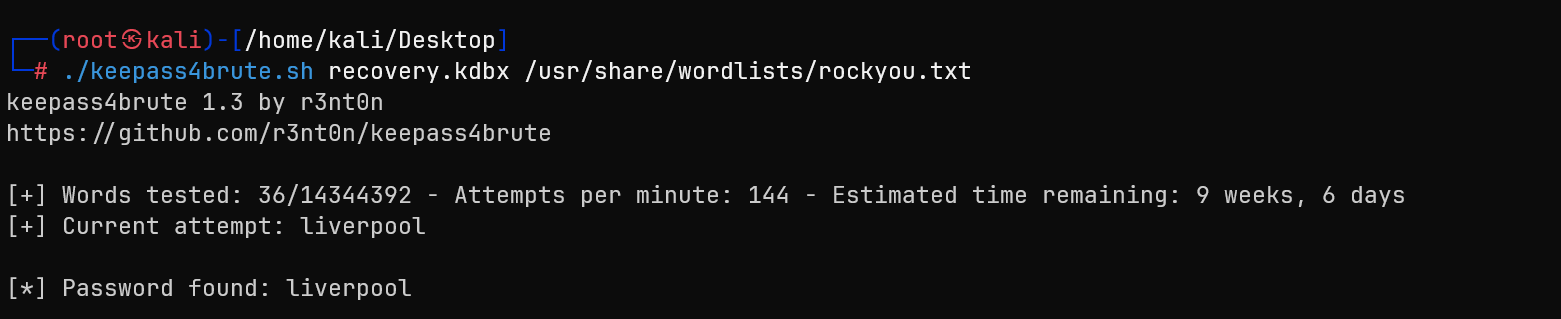 ┌──(root㉿kali)-[/home/kali/Desktop]
└─# ./keepass4brute.sh recovery.kdbx /usr/share/wordlists/rockyou.txt
keepass4brute 1.3 by r3nt0n
https://github.com/r3nt0n/keepass4brute
[+] Words tested: 36/14344392 - Attempts per minute: 144 - Estimated time remaining: 9 weeks, 6 days
[+] Current attempt: liverpool
[*] Password found: liverpool